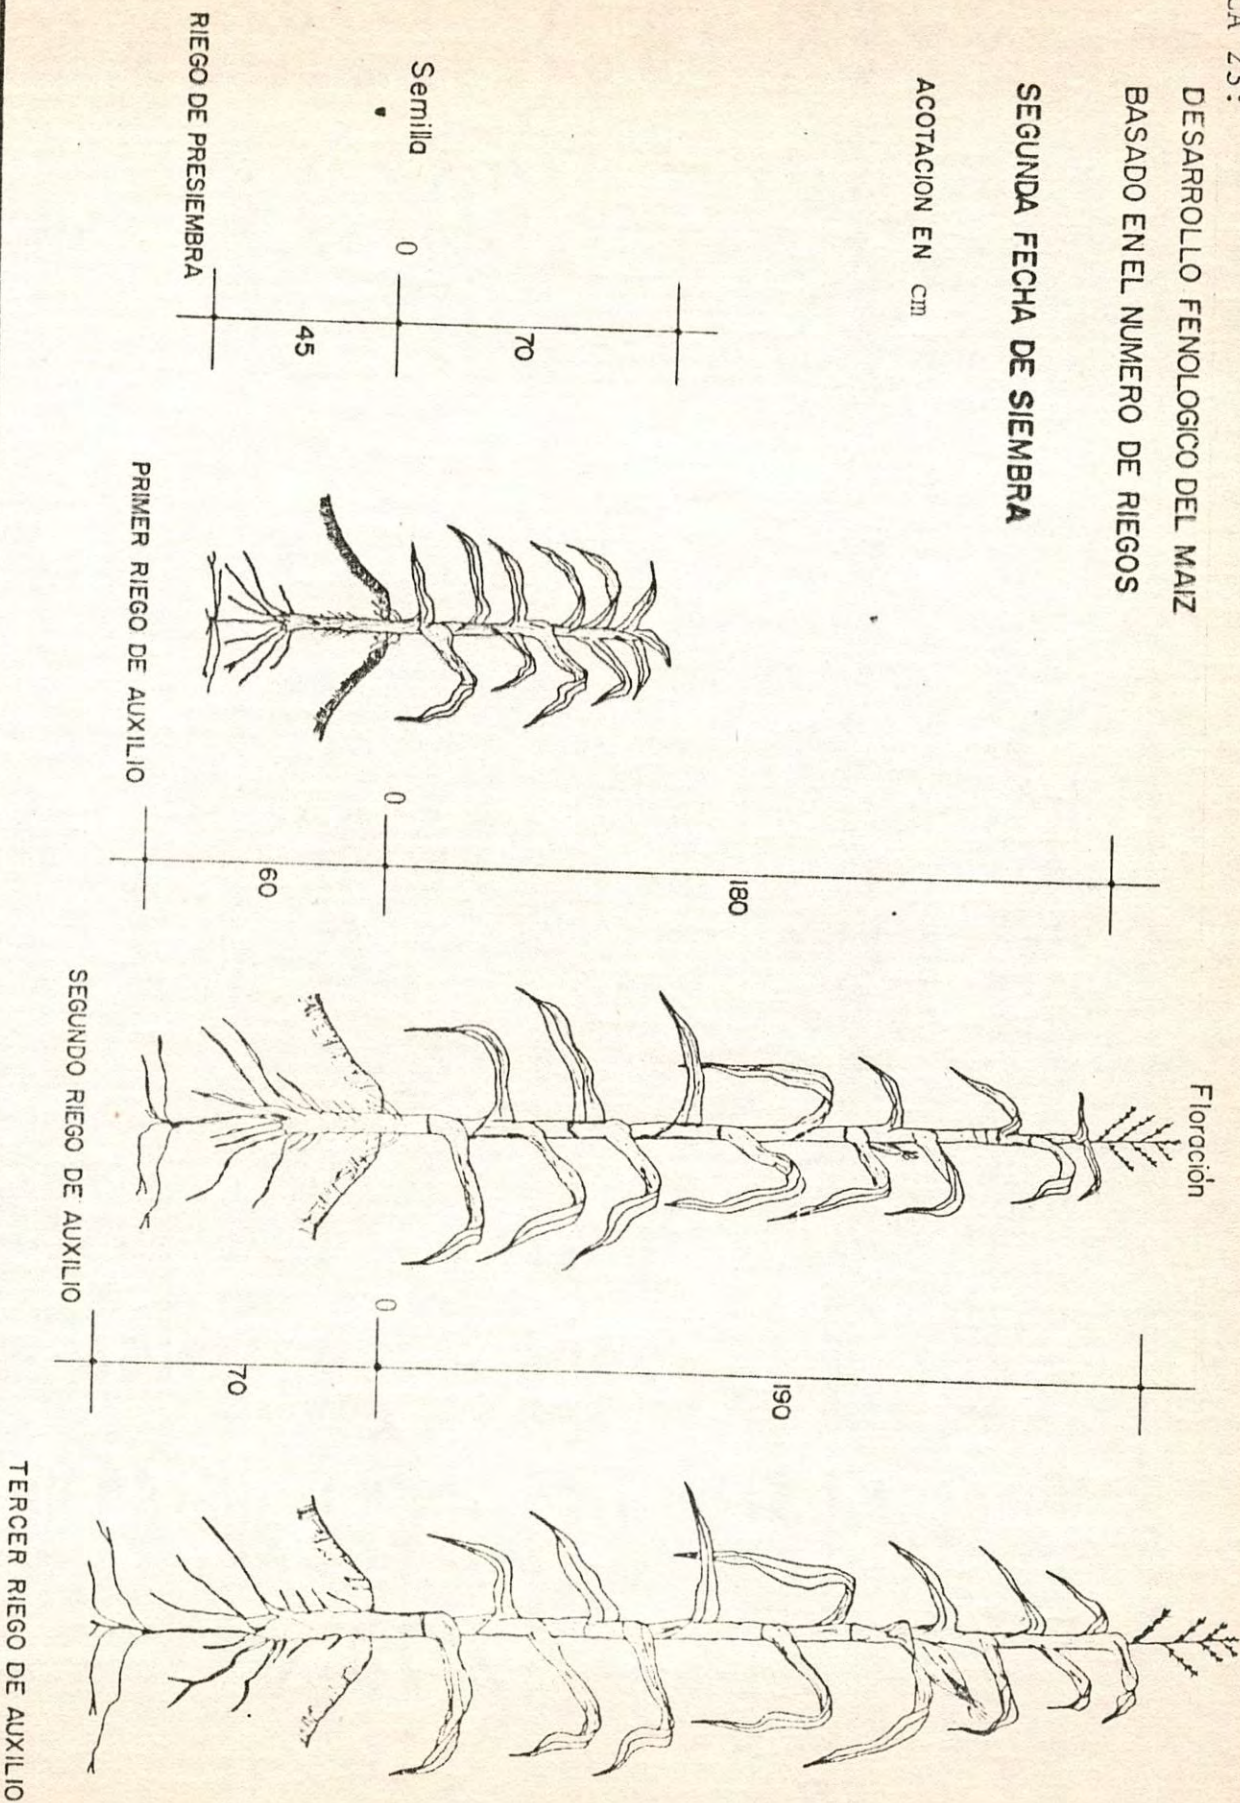 23:
DESARROLLO FENOLOGICO DEL MAIZ
BASADO EN EL NUMERO DE RIEGOS
SEGUNDA FECHA DE SIEMBRA
ACOTACION EN cm
Semilla
0
70
45
RIEGO DE PRESIEMBRA
PRIMER RIEGO DE AUXILIO
0
180
60
Floración
SEGUNDO RIEGO DE AUXILIO
0
190
70
TERCER RIEGO DE AUXILIO